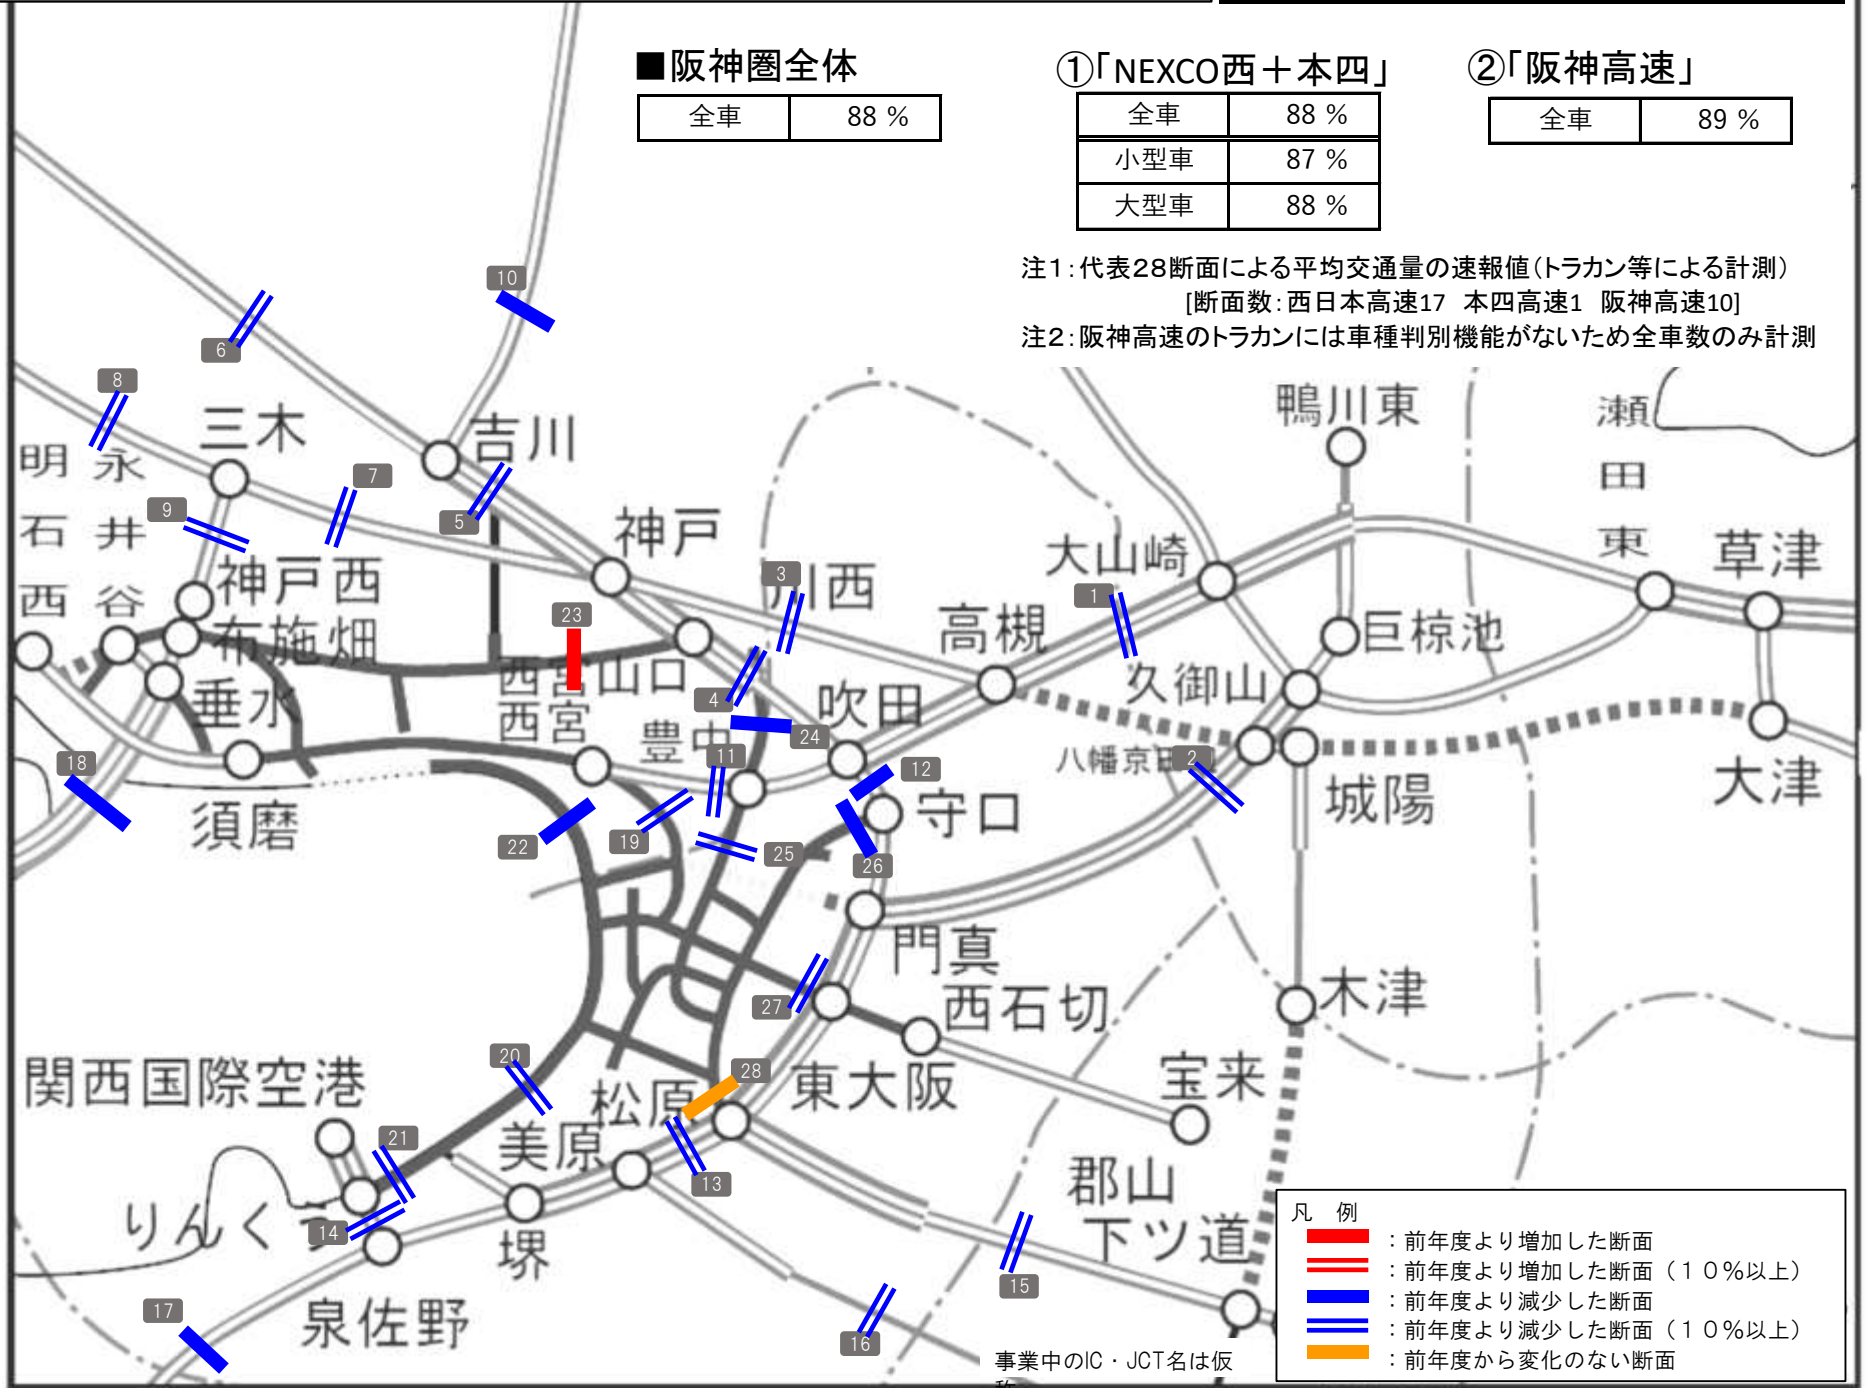 ■阪神圏全体
全車 88 %
①「NEXCO西＋本四」
全車 88 %
小型車 87 %
大型車 88 %
②「阪神高速」
全車 89 %
注1：代表28断面による平均交通量の速報値（トラカン等による計測）
[断面数：西日本高速17 本四高速1 阪神高速10]
注2：阪神高速のトラカンには車種判別機能がないため全車数のみ計測
10
6
8
三木
吉川
鴨川東
瀬田東
明石西
永井谷
7
9
5
神戸
神戸西
布施畑
3
川西
大山崎
1
高槻
草津
23
西宮山口
巨椋池
久御山
垂水
西宮
4
豊中
24
吹田
18
11
12
八幡京田
2
城陽
大津
須磨
22
19
25
守口
26
門真
27
西石切
木津
関西国際空港
20
松原
28
東大阪
宝来
21
美原
13
郡山
下ツ道
りんくう
14
堺
15
17
泉佐野
16
事業中のIC・JCT名は仮
称
凡 例
：前年度より増加した断面
：前年度より増加した断面（１０％以上）
：前年度より減少した断面
：前年度より減少した断面（１０％以上）
：前年度から変化のない断面